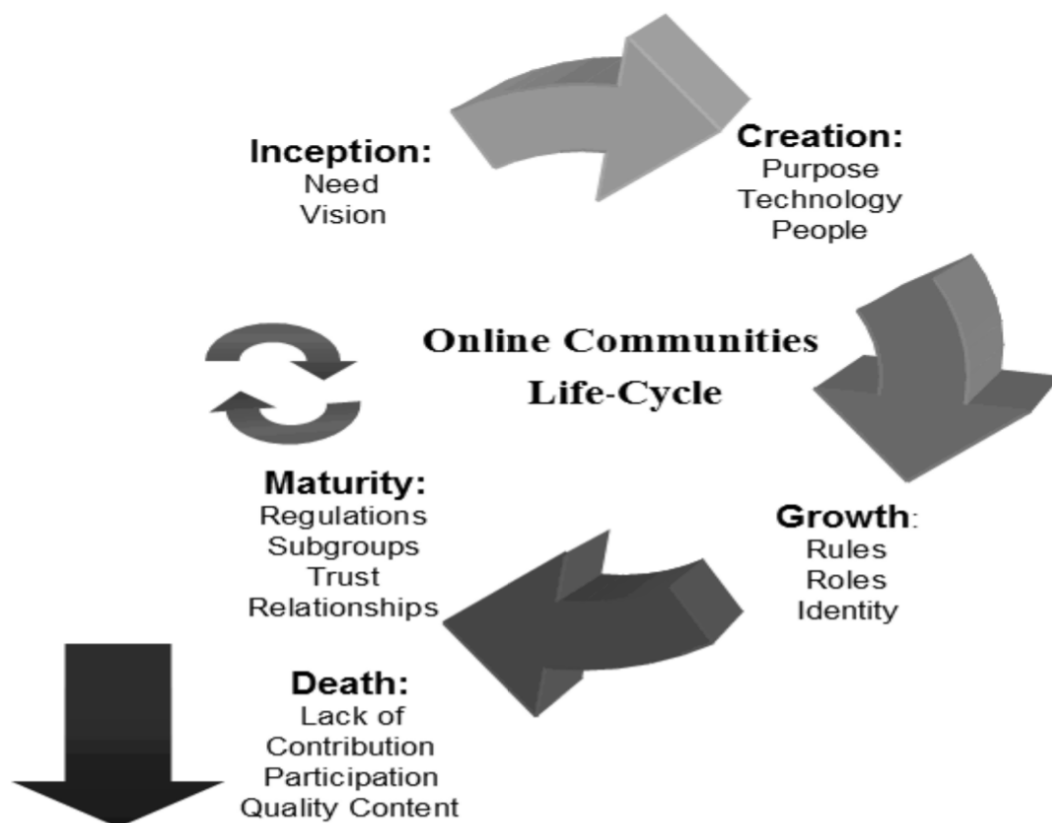 Inception:
Need
Vision
Creation:
Purpose
Technology
People
Online Communities
Life-Cycle
Growth:
Rules
Roles
Identity
Maturity:
Regulations
Subgroups
Trust
Relationships
Death:
Lack of
Contribution
Participation
Quality Content